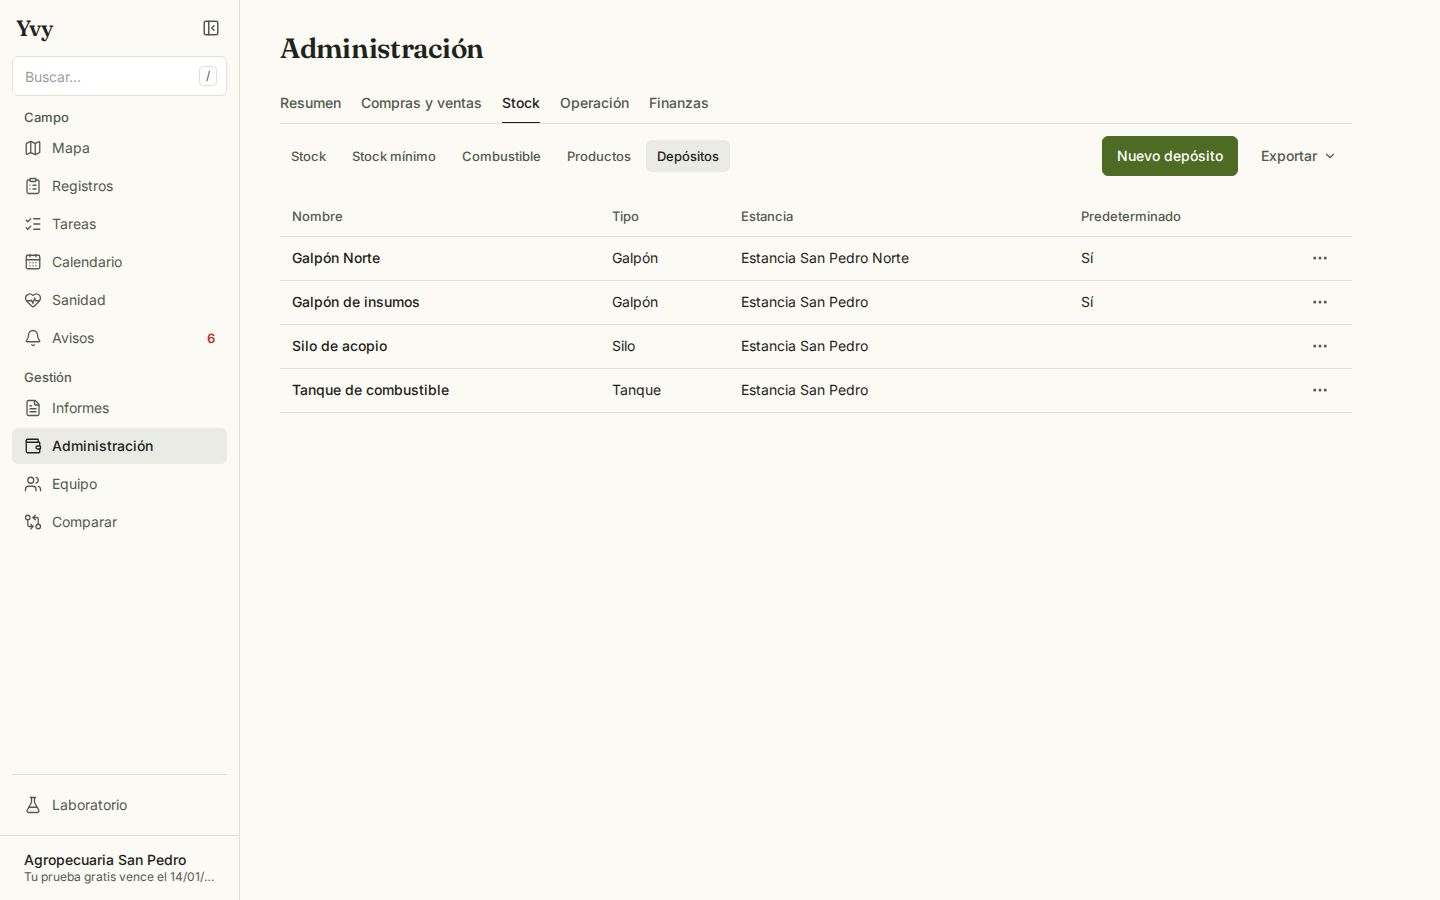 Yvy
Buscar...
/
Campo
Mapa
Registros
Tareas
Calendario
Sanidad
Avisos 6
Gestión
Informes
Administración
Equipo
Comparar
Laboratorio
Agropecuaria San Pedro
Tu prueba gratis vence el 14/01/...
Administración
Resumen Compras y ventas Stock Operación Finanzas
Stock Stock mínimo Combustible Productos Depósitos Nuevo depósito Exportar
Nombre Tipo Estancia Predeterminado
Galpón Norte Galpón Estancia San Pedro Norte Sí
Galpón de insumos Galpón Estancia San Pedro Sí
Silo de acopio Silo Estancia San Pedro
Tanque de combustible Tanque Estancia San Pedro